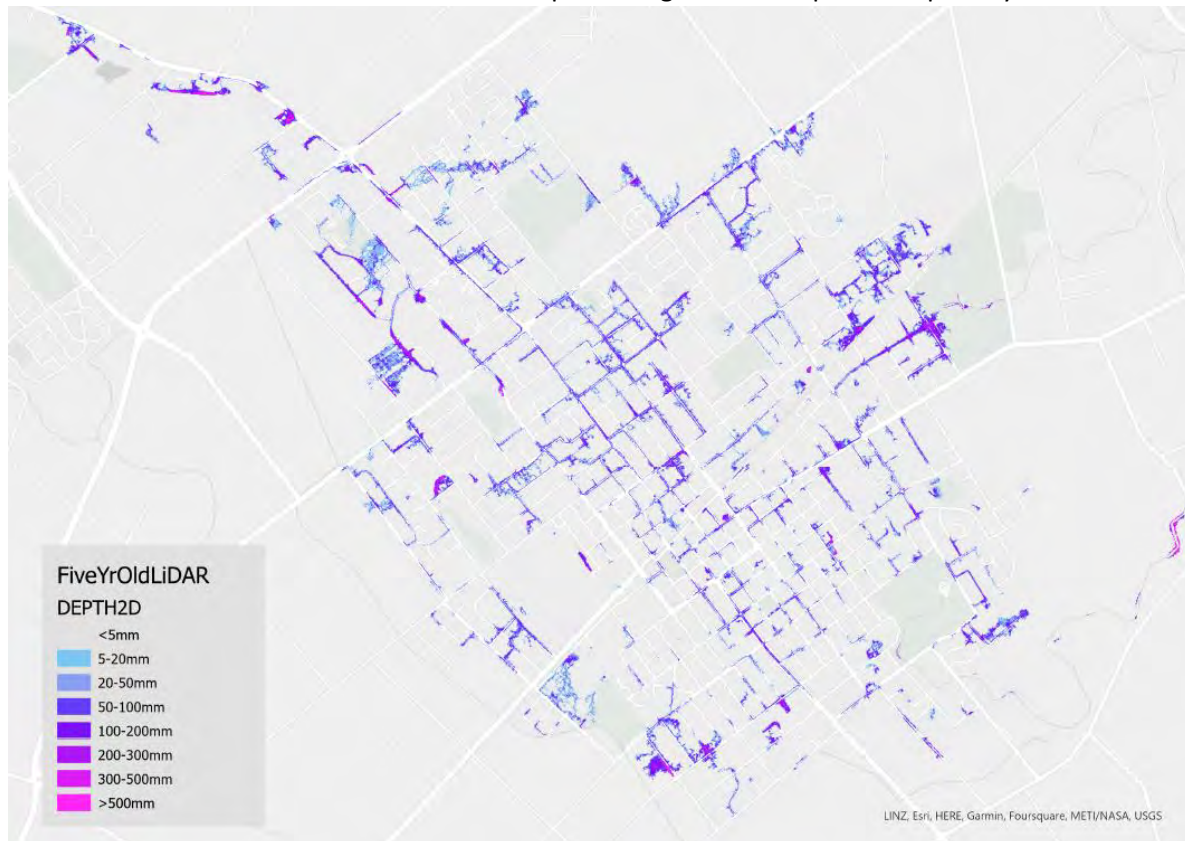 FiveYrOldLiDAR
DEPTH2D
<5mm
5-20mm
20-50mm
50-100mm
100-200mm
200-300mm
300-500mm
>500mm
LINZ, Esri, HERE, Garmin, Foursquare, METI/NASA, USGS